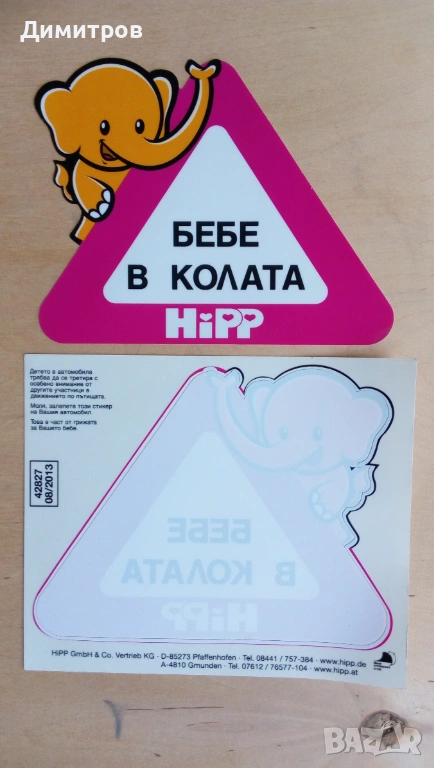 Димитров
БЕБЕ
В КОЛАТА
HiPP
Детето в автомобила
трябва да се третира с
особено внимание от
другите участници в
движението по пътищата.
Моля, залепете този стикер
на Вашия автомобил.
Това е част от грижата
за Вашето бебе.
42827
08/2013
БЕБЕ
В КОЛАТА
HiPP
HiPP GmbH & Co. Vertrieb KG · D-85273 Pfaffenhofen · Tel. 08441 / 757-384 · www.hipp.de
A-4810 Gmunden · Tel. 07612 / 76577-104 · www.hipp.at
BAZAR